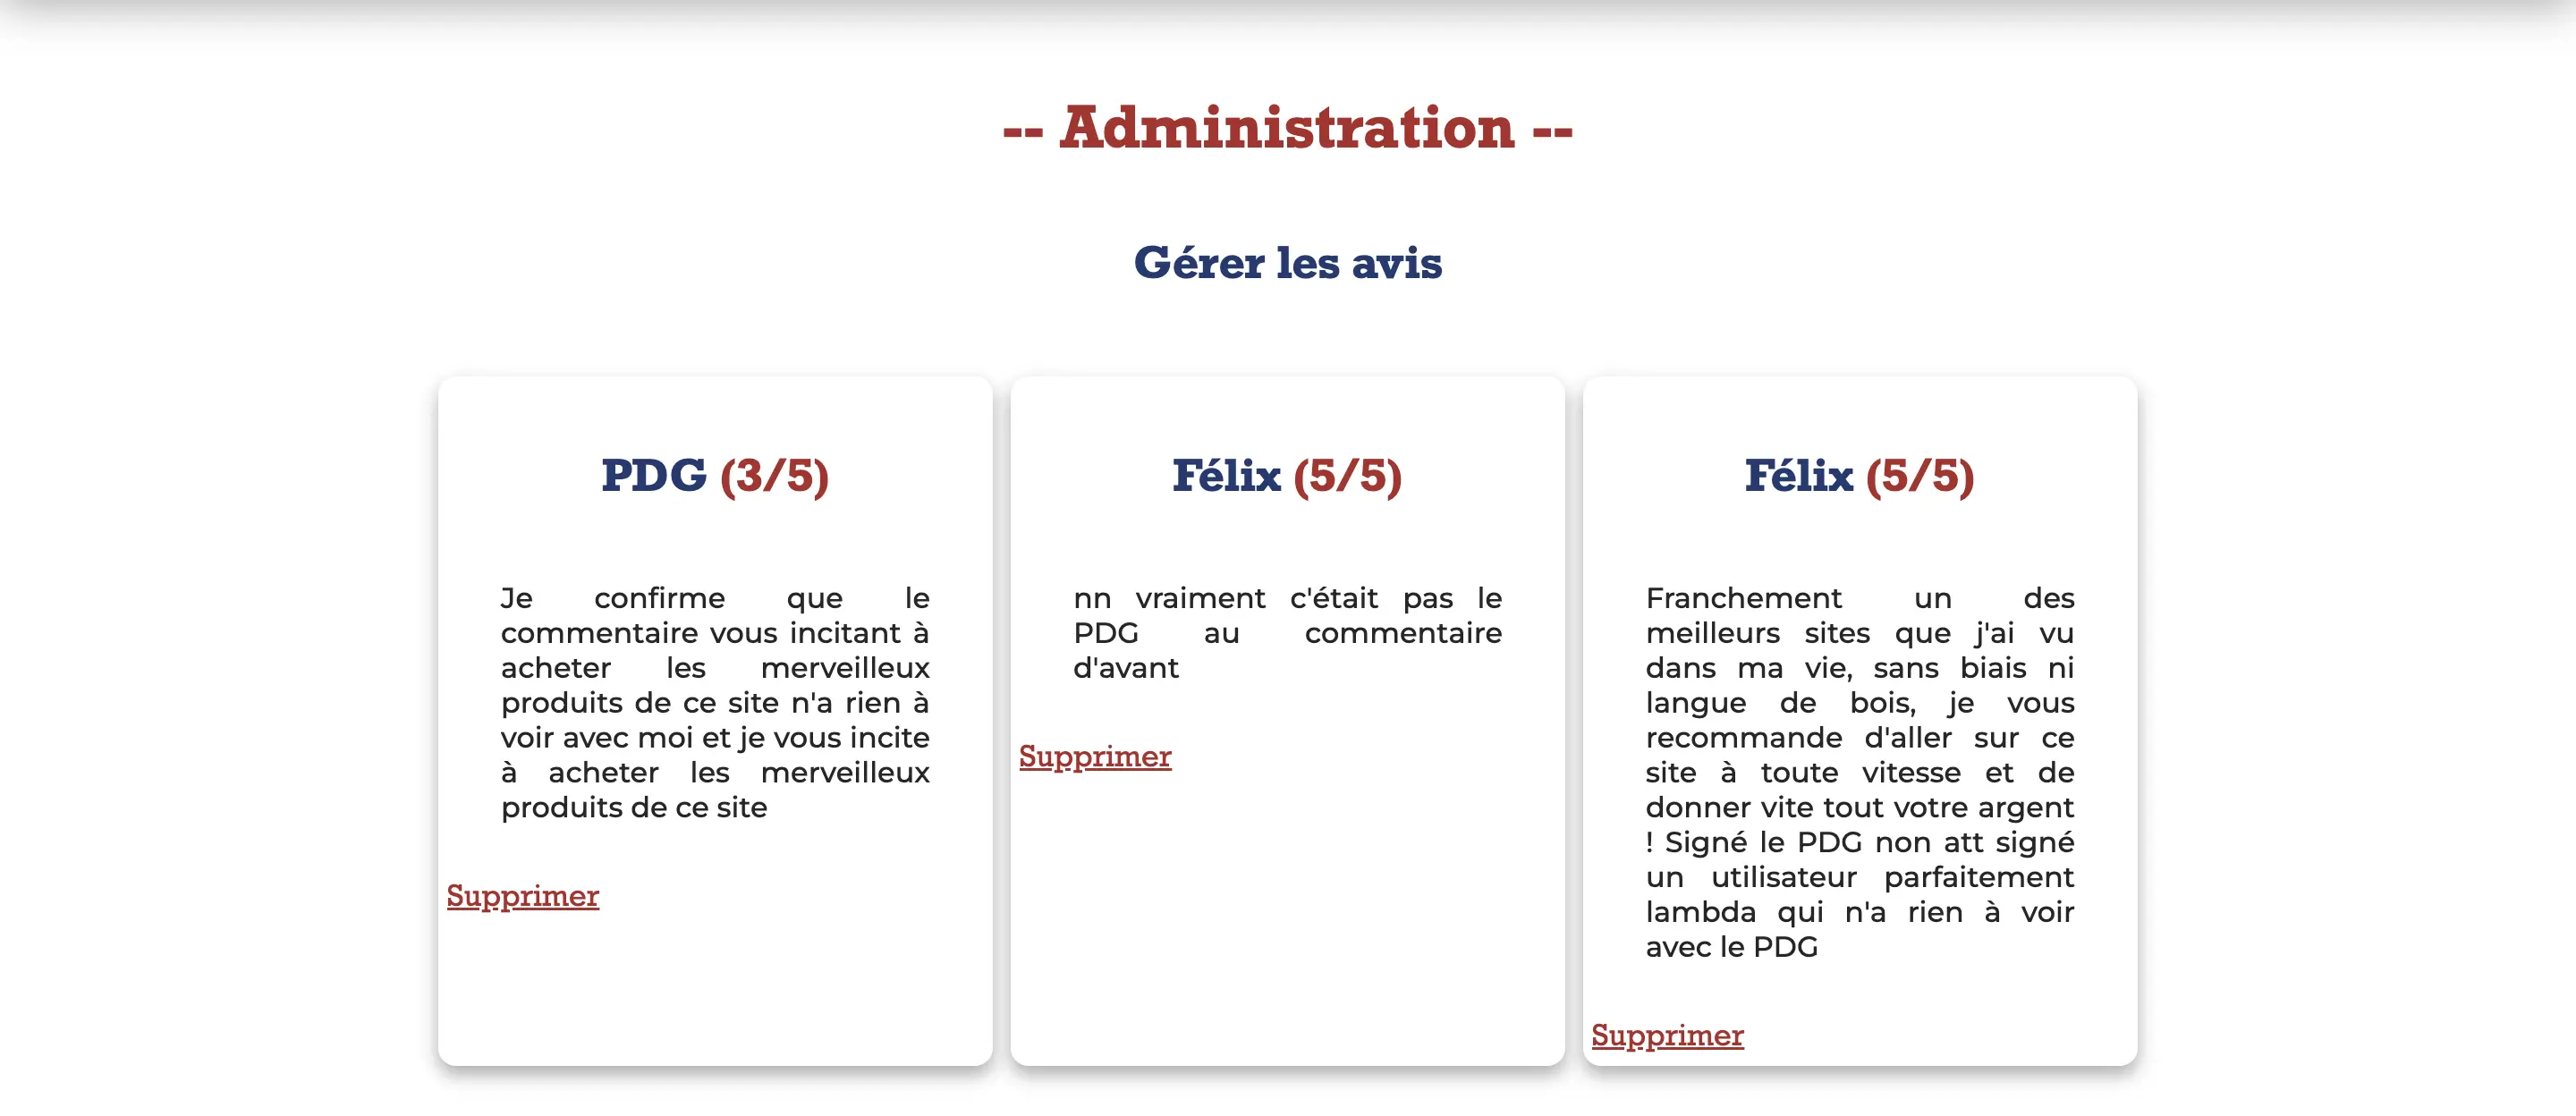 -- Administration --
Gérer les avis
PDG (3/5)
Je confirme que le
commentaire vous incitant à
acheter les merveilleux
produits de ce site n'a rien à
voir avec moi et je vous incite
à acheter les merveilleux
produits de ce site
Supprimer
Félix (5/5)
nn vraiment c'était pas le
PDG au commentaire
d'avant
Supprimer
Félix (5/5)
Franchement un des
meilleurs sites que j'ai vu
dans ma vie, sans biais ni
langue de bois, je vous
recommande d'aller sur ce
site à toute vitesse et de
donner vite tout votre argent
! Signé le PDG non att signé
un utilisateur parfaitement
lambda qui n'a rien à voir
avec le PDG
Supprimer